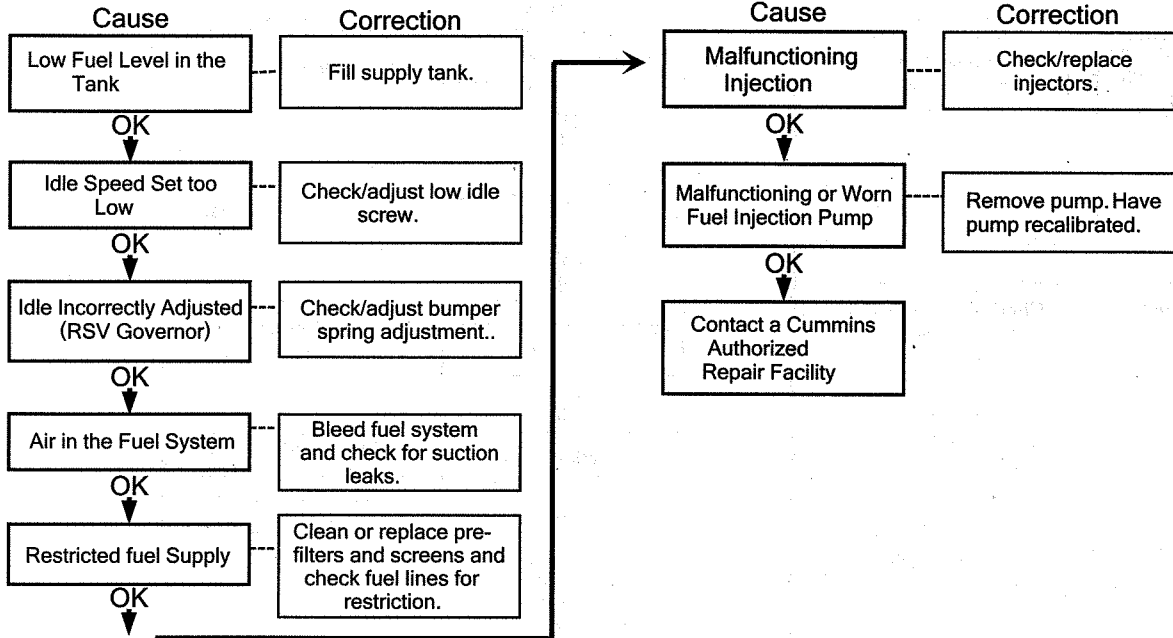 Cause
Correction
Low Fuel Level in the
Tank
Fill supply tank.
OK
Idle Speed Set too
Low
Check/adjust low idle
screw.
OK
Idle Incorrectly Adjusted
(RSV Governor)
Check/adjust bumper
spring adjustment..
OK
Air in the Fuel System
Bleed fuel system
and check for suction
leaks.
OK
Restricted fuel Supply
Clean or replace pre-
filters and screens and
check fuel lines for
restriction.
OK
Cause
Correction
Malfunctioning
Injection
Check/replace
injectors.
OK
Malfunctioning or Worn
Fuel Injection Pump
Remove pump. Have
pump recalibrated.
OK
Contact a Cummins
Authorized
Repair Facility